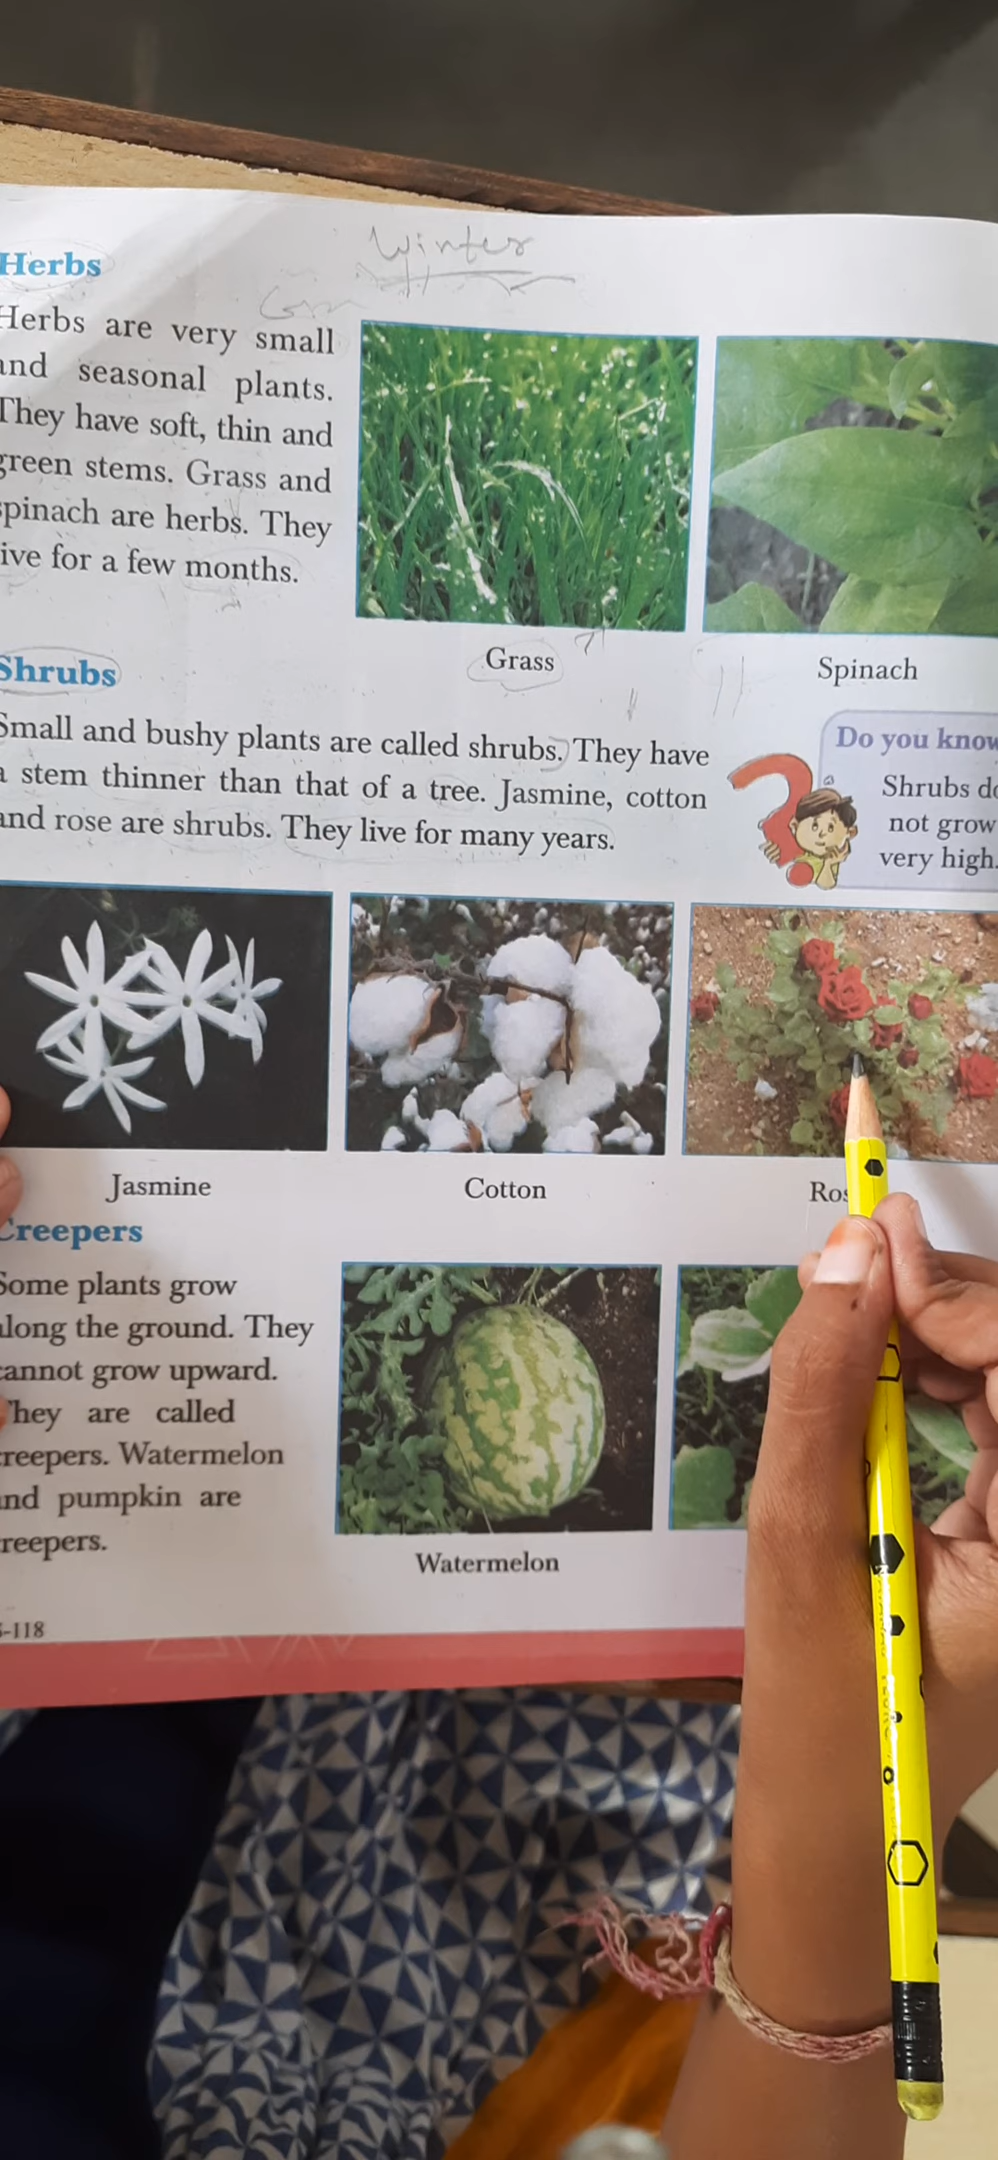 Winter
Herbs
Herbs are very small
and seasonal plants.
They have soft, thin and
green stems. Grass and
spinach are herbs. They
live for a few months.
Grass
Spinach
Shrubs
Small and bushy plants are called shrubs. They have
a stem thinner than that of a tree. Jasmine, cotton
and rose are shrubs. They live for many years.
Do you know
Shrubs do
not grow
very high.
Jasmine
Cotton
Ros
Creepers
Some plants grow
along the ground. They
cannot grow upward.
They are called
creepers. Watermelon
and pumpkin are
creepers.
Watermelon
-118